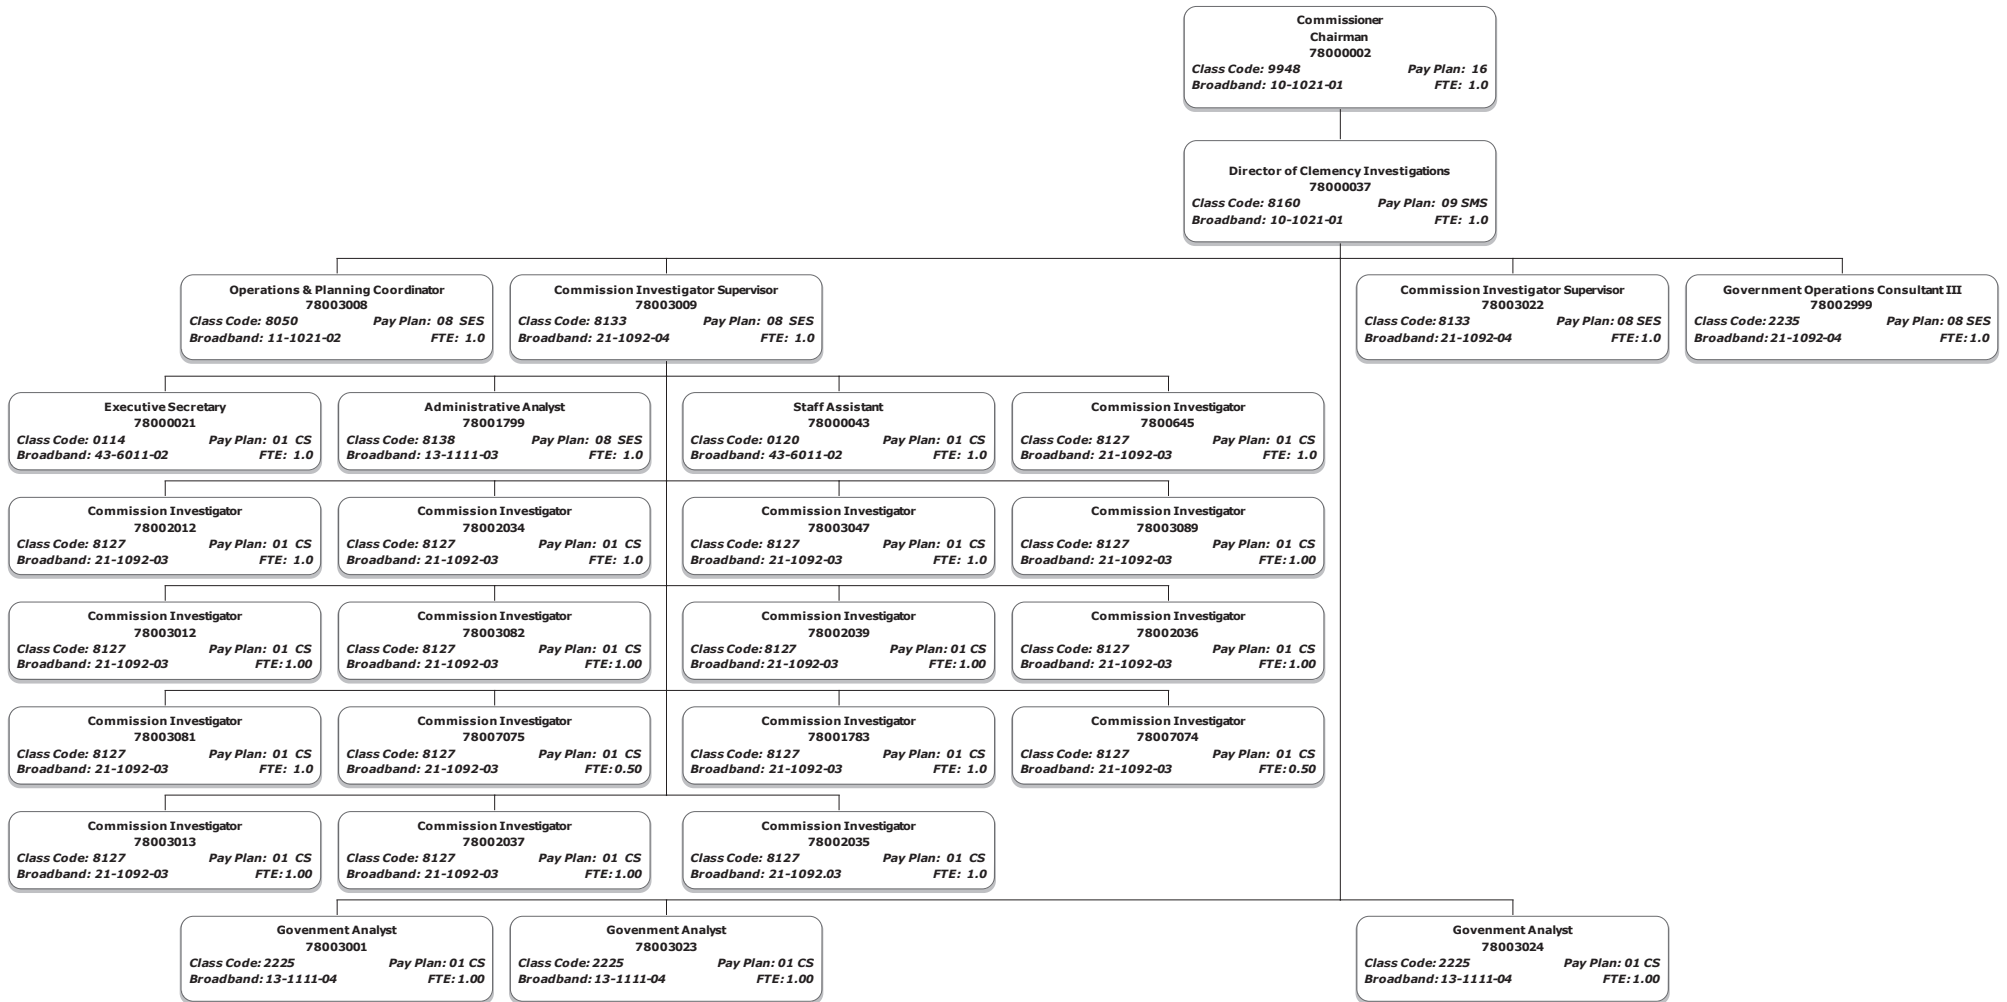 Commissioner
Chairman
78000002
Class Code: 9948 Pay Plan: 16
Broadband: 10-1021-01 FTE: 1.0
Director of Clemency Investigations
78000037
Class Code: 8160 Pay Plan: 09 SMS
Broadband: 10-1021-01 FTE: 1.0
Operations & Planning Coordinator
78003008
Class Code: 8050 Pay Plan: 08 SES
Broadband: 11-1021-02 FTE: 1.0
Commission Investigator Supervisor
78003009
Class Code: 8133 Pay Plan: 08 SES
Broadband: 21-1092-04 FTE: 1.0
Commission Investigator Supervisor
78003022
Class Code: 8133 Pay Plan: 08 SES
Broadband: 21-1092-04 FTE: 1.0
Government Operations Consultant III
78002999
Class Code: 2235 Pay Plan: 08 SES
Broadband: 21-1092-04 FTE: 1.0
Executive Secretary
78000021
Class Code: 0114 Pay Plan: 01 CS
Broadband: 43-6011-02 FTE: 1.0
Administrative Analyst
78001799
Class Code: 8138 Pay Plan: 08 SES
Broadband: 13-1111-03 FTE: 1.0
Staff Assistant
78000043
Class Code: 0120 Pay Plan: 01 CS
Broadband: 43-6011-02 FTE: 1.0
Commission Investigator
7800645
Class Code: 8127 Pay Plan: 01 CS
Broadband: 21-1092-03 FTE: 1.0
Commission Investigator
78002012
Class Code: 8127 Pay Plan: 01 CS
Broadband: 21-1092-03 FTE: 1.0
Commission Investigator
78002034
Class Code: 8127 Pay Plan: 01 CS
Broadband: 21-1092-03 FTE: 1.0
Commission Investigator
78003047
Class Code: 8127 Pay Plan: 01 CS
Broadband: 21-1092-03 FTE: 1.0
Commission Investigator
78003089
Class Code: 8127 Pay Plan: 01 CS
Broadband: 21-1092-03 FTE: 1.00
Commission Investigator
78003012
Class Code: 8127 Pay Plan: 01 CS
Broadband: 21-1092-03 FTE: 1.00
Commission Investigator
78003082
Class Code: 8127 Pay Plan: 01 CS
Broadband: 21-1092-03 FTE: 1.00
Commission Investigator
78002039
Class Code: 8127 Pay Plan: 01 CS
Broadband: 21-1092-03 FTE: 1.00
Commission Investigator
78002036
Class Code: 8127 Pay Plan: 01 CS
Broadband: 21-1092-03 FTE: 1.00
Commission Investigator
78003081
Class Code: 8127 Pay Plan: 01 CS
Broadband: 21-1092-03 FTE: 1.0
Commission Investigator
78007075
Class Code: 8127 Pay Plan: 01 CS
Broadband: 21-1092-03 FTE: 0.50
Commission Investigator
78001783
Class Code: 8127 Pay Plan: 01 CS
Broadband: 21-1092-03 FTE: 1.0
Commission Investigator
78007074
Class Code: 8127 Pay Plan: 01 CS
Broadband: 21-1092-03 FTE: 0.50
Commission Investigator
78003013
Class Code: 8127 Pay Plan: 01 CS
Broadband: 21-1092-03 FTE: 1.00
Commission Investigator
78002037
Class Code: 8127 Pay Plan: 01 CS
Broadband: 21-1092-03 FTE: 1.00
Commission Investigator
78002035
Class Code: 8127 Pay Plan: 01 CS
Broadband: 21-1092.03 FTE: 1.0
Govenment Analyst
78003001
Class Code: 2225 Pay Plan: 01 CS
Broadband: 13-1111-04 FTE: 1.00
Govenment Analyst
78003023
Class Code: 2225 Pay Plan: 01 CS
Broadband: 13-1111-04 FTE: 1.00
Govenment Analyst
78003024
Class Code: 2225 Pay Plan: 01 CS
Broadband: 13-1111-04 FTE: 1.00